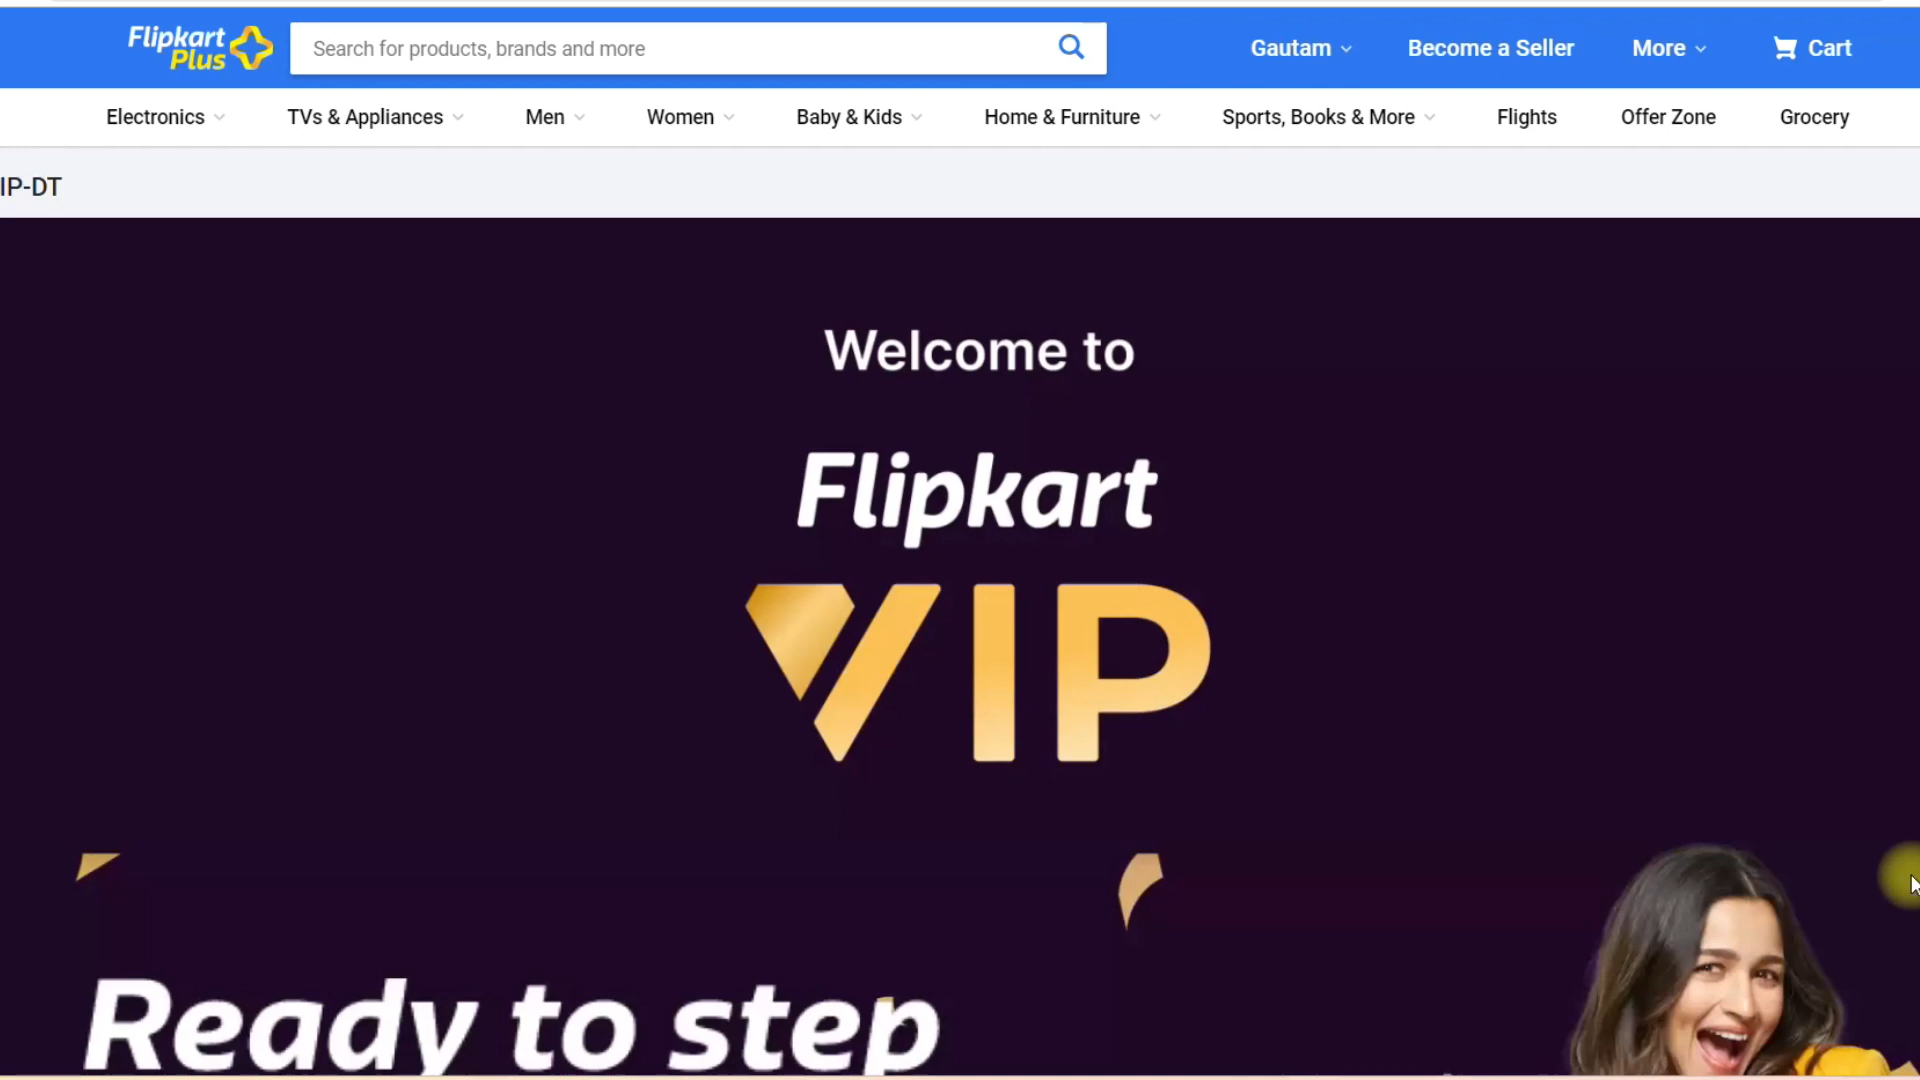 Flipkart
Plus
Search for products, brands and more
Gautam
Become a Seller
More
Cart
Electronics
TVs & Appliances
Men
Women
Baby & Kids
Home & Furniture
Sports, Books & More
Flights
Offer Zone
Grocery
IP-DT
Welcome to
Flipkart
VIP
Ready to step